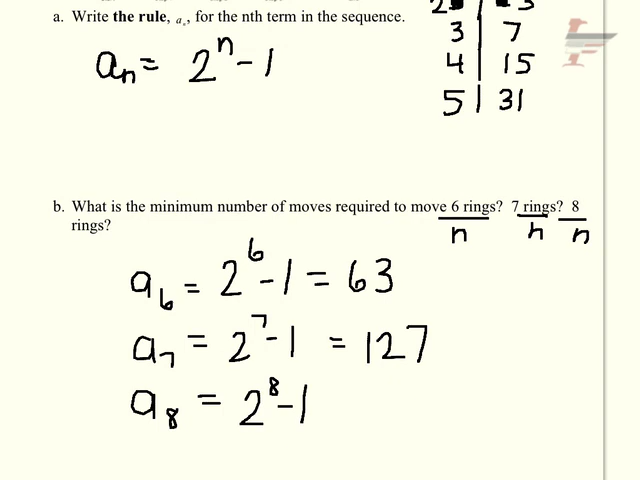 a. Write the rule, aₙ, for the nth term in the sequence.
2 | 3
3 | 7
4 | 15
5 | 31
aₙ = 2ⁿ - 1
b. What is the minimum number of moves required to move 6 rings? 7 rings? 8
rings?
n n n
a₆ = 2⁶ - 1 = 63
a₇ = 2⁷ - 1 = 127
a₈ = 2⁸ - 1